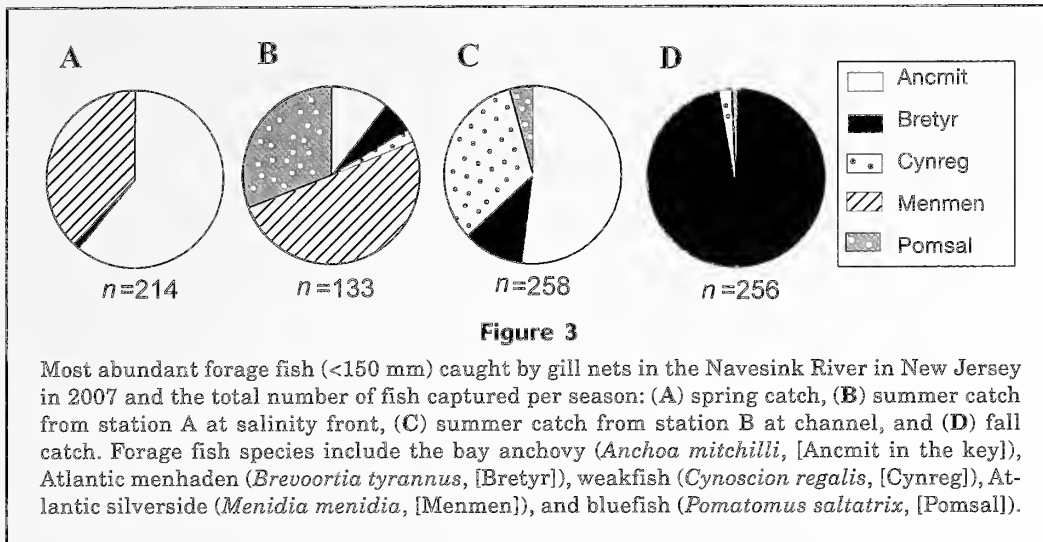 A B C D
Ancmit
Bretyr
Cynreg
Menmen
Pomsal
n=214 n=133 n=258 n=256
Figure 3
Most abundant forage fish (<150 mm) caught by gill nets in the Navesink River in New Jersey
in 2007 and the total number of fish captured per season: (A) spring catch, (B) summer catch
from station A at salinity front, (C) summer catch from station B at channel, and (D) fall
catch. Forage fish species include the bay anchovy (Anchoa mitchilli, [Ancmit in the key]),
Atlantic menhaden (Brevoortia tyrannus, [Bretyr]), weakfish (Cynoscion regalis, [Cynreg]), At-
lantic silverside (Menidia menidia, [Menmen]), and bluefish (Pomatomus saltatrix, [Pomsal]).